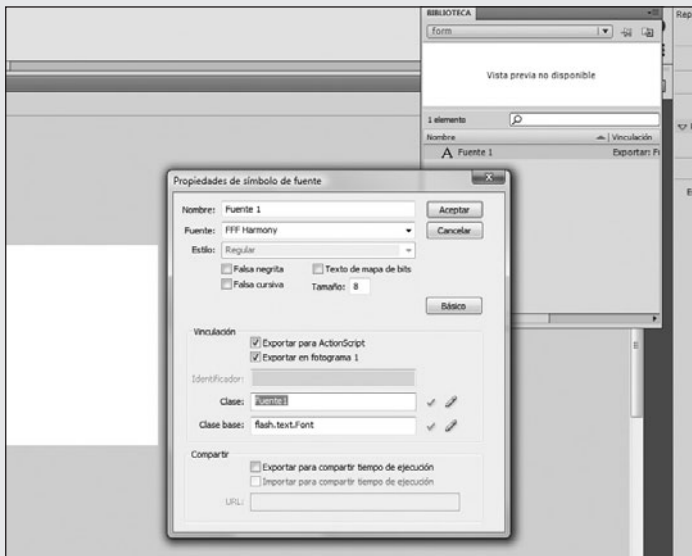 BIBLIOTECA
Rep
form
Vista previa no disponible
1 elemento
Nombre Vinculación
Fuente 1 Exportar: F
Propiedades de símbolo de fuente
Nombre: Fuente 1 Aceptar
Fuente: FFF Harmony Cancelar
Estilo: Regular
Falsa negrita Texto de mapa de bits
Falsa cursiva Tamaño: 8
Básico
Vinculación
Exportar para ActionScript
Exportar en fotograma 1
Identificador:
Clase: Fuente1
Clase base: flash.text.Font
Compartir
Exportar para compartir tiempo de ejecución
Importar para compartir tiempo de ejecución
URL: